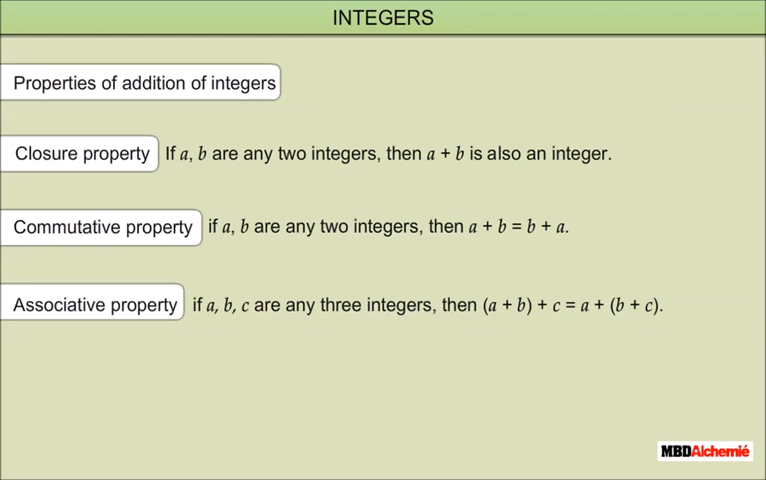 INTEGERS
Properties of addition of integers
Closure property If a, b are any two integers, then a + b is also an integer.
Commutative property if a, b are any two integers, then a + b = b + a.
Associative property if a, b, c are any three integers, then (a + b) + c = a + (b + c).
MBDAlchemié